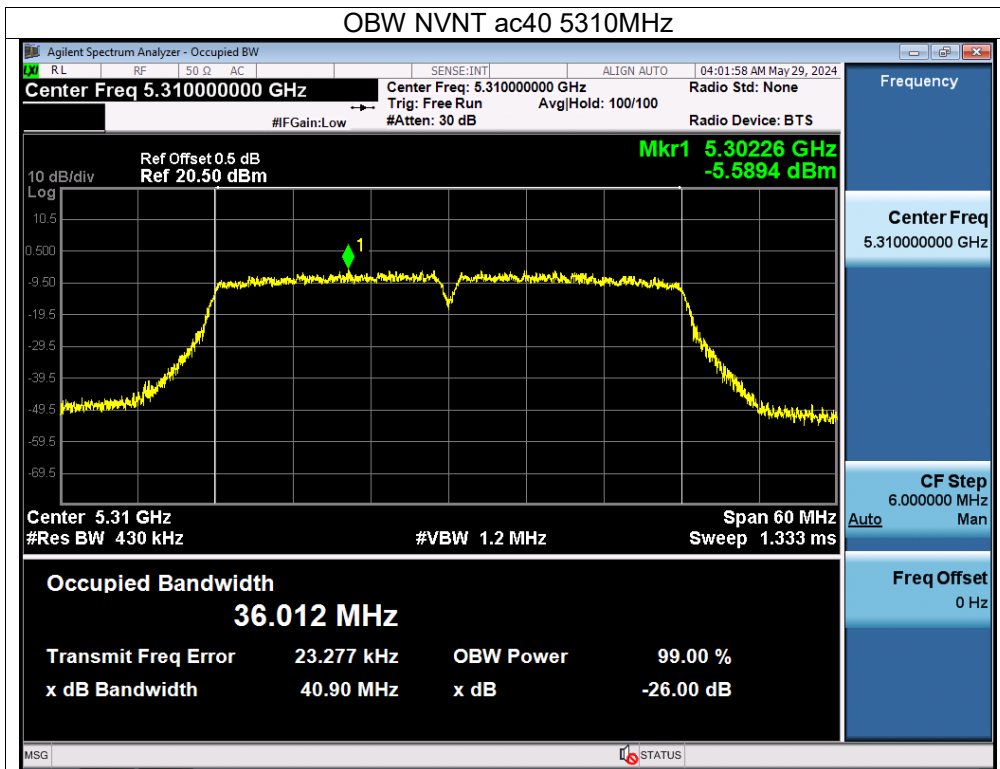 OBW NVNT ac40 5310MHz
Agilent Spectrum Analyzer - Occupied BW
LXI RL RF 50 Ω AC SENSE:INT ALIGN AUTO 04:01:58 AM May 29, 2024
Center Freq 5.310000000 GHz
Center Freq: 5.310000000 GHz Radio Std: None
Trig: Free Run Avg|Hold: 100/100
#IFGain:Low #Atten: 30 dB Radio Device: BTS
Frequency
Ref Offset 0.5 dB Mkr1 5.30226 GHz
10 dB/div Ref 20.50 dBm -5.5894 dBm
Log
10.5
0.500
-9.50
-19.5
-29.5
-39.5
-49.5
-59.5
-69.5
1
Center Freq
5.310000000 GHz
CF Step
6.000000 MHz
Auto Man
Center 5.31 GHz Span 60 MHz
#Res BW 430 kHz #VBW 1.2 MHz Sweep 1.333 ms
Freq Offset
0 Hz
Occupied Bandwidth
36.012 MHz
Transmit Freq Error 23.277 kHz OBW Power 99.00 %
x dB Bandwidth 40.90 MHz x dB -26.00 dB
MSG STATUS